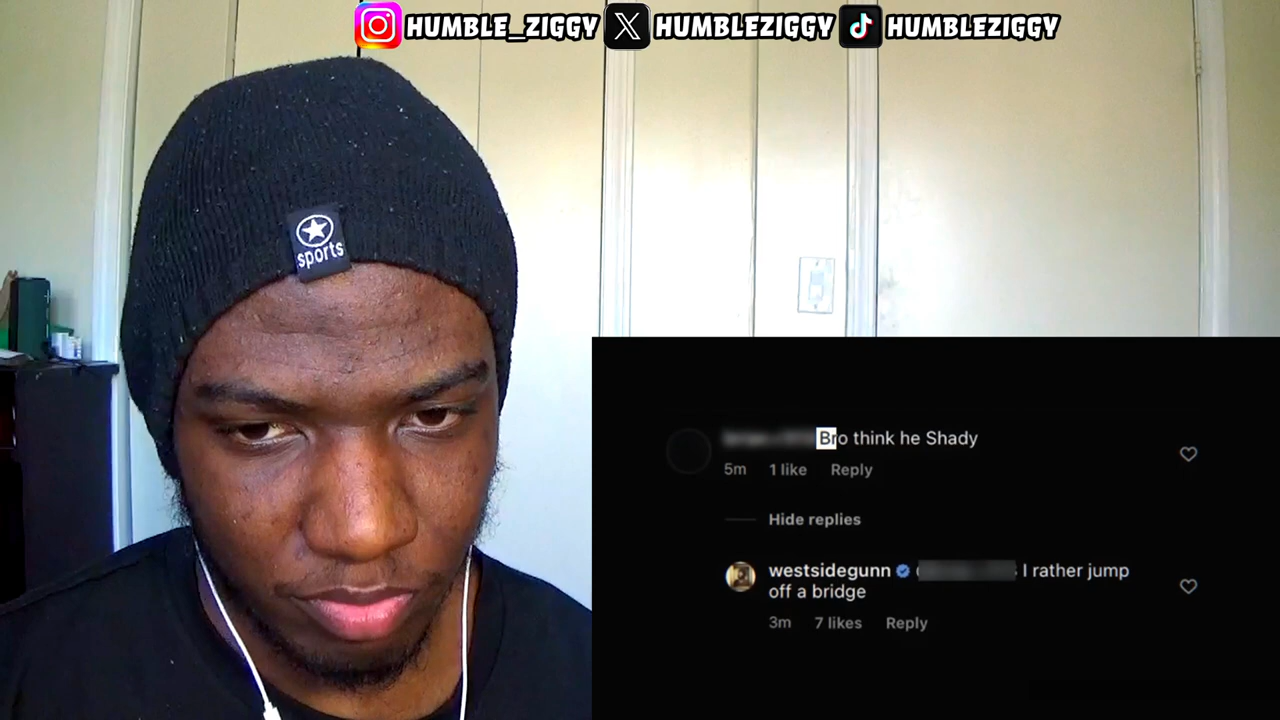 HUMBLE_ZIGGY HUMBLEZIGGY HUMBLEZIGGY
sports
Bro think he Shady
5m 1 like Reply
Hide replies
westsidegunn I rather jump
off a bridge
3m 7 likes Reply